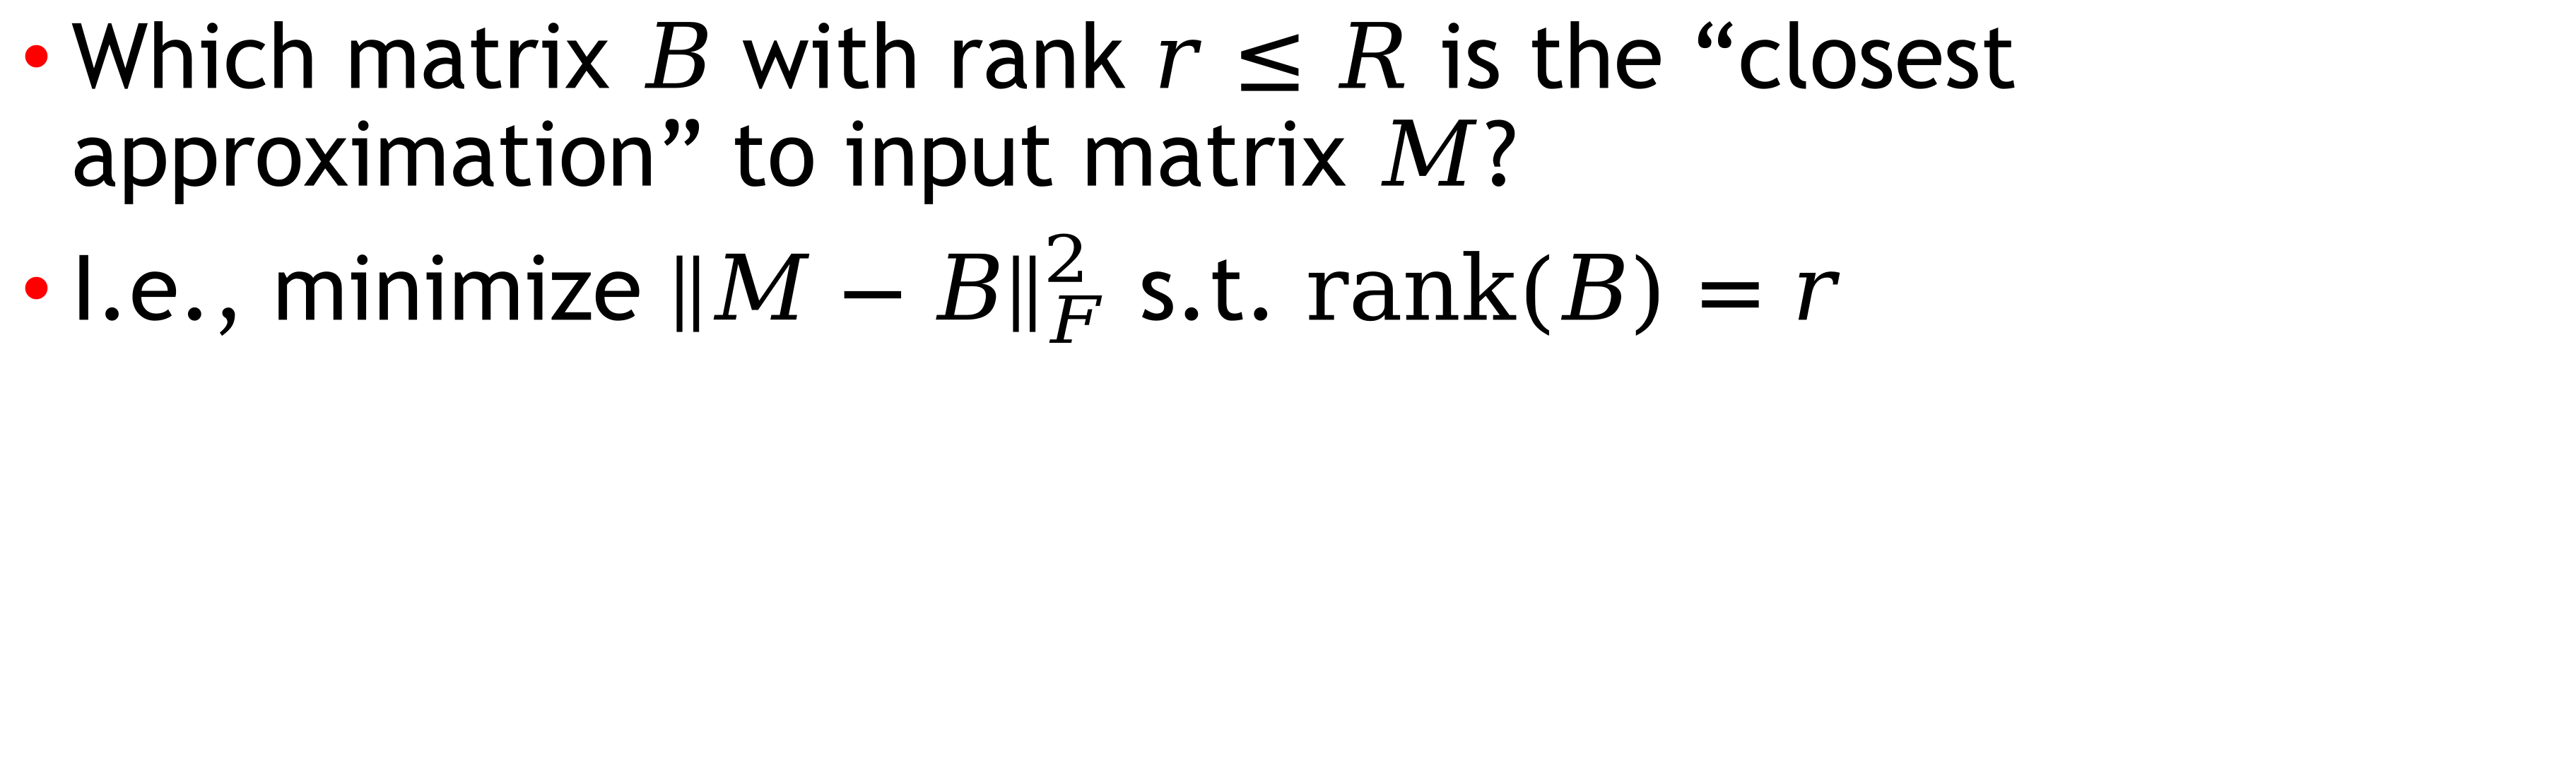 • Which matrix B with rank r ≤ R is the “closest
approximation” to input matrix M?
• I.e., minimize ‖M − B‖²_F s.t. rank(B) = r